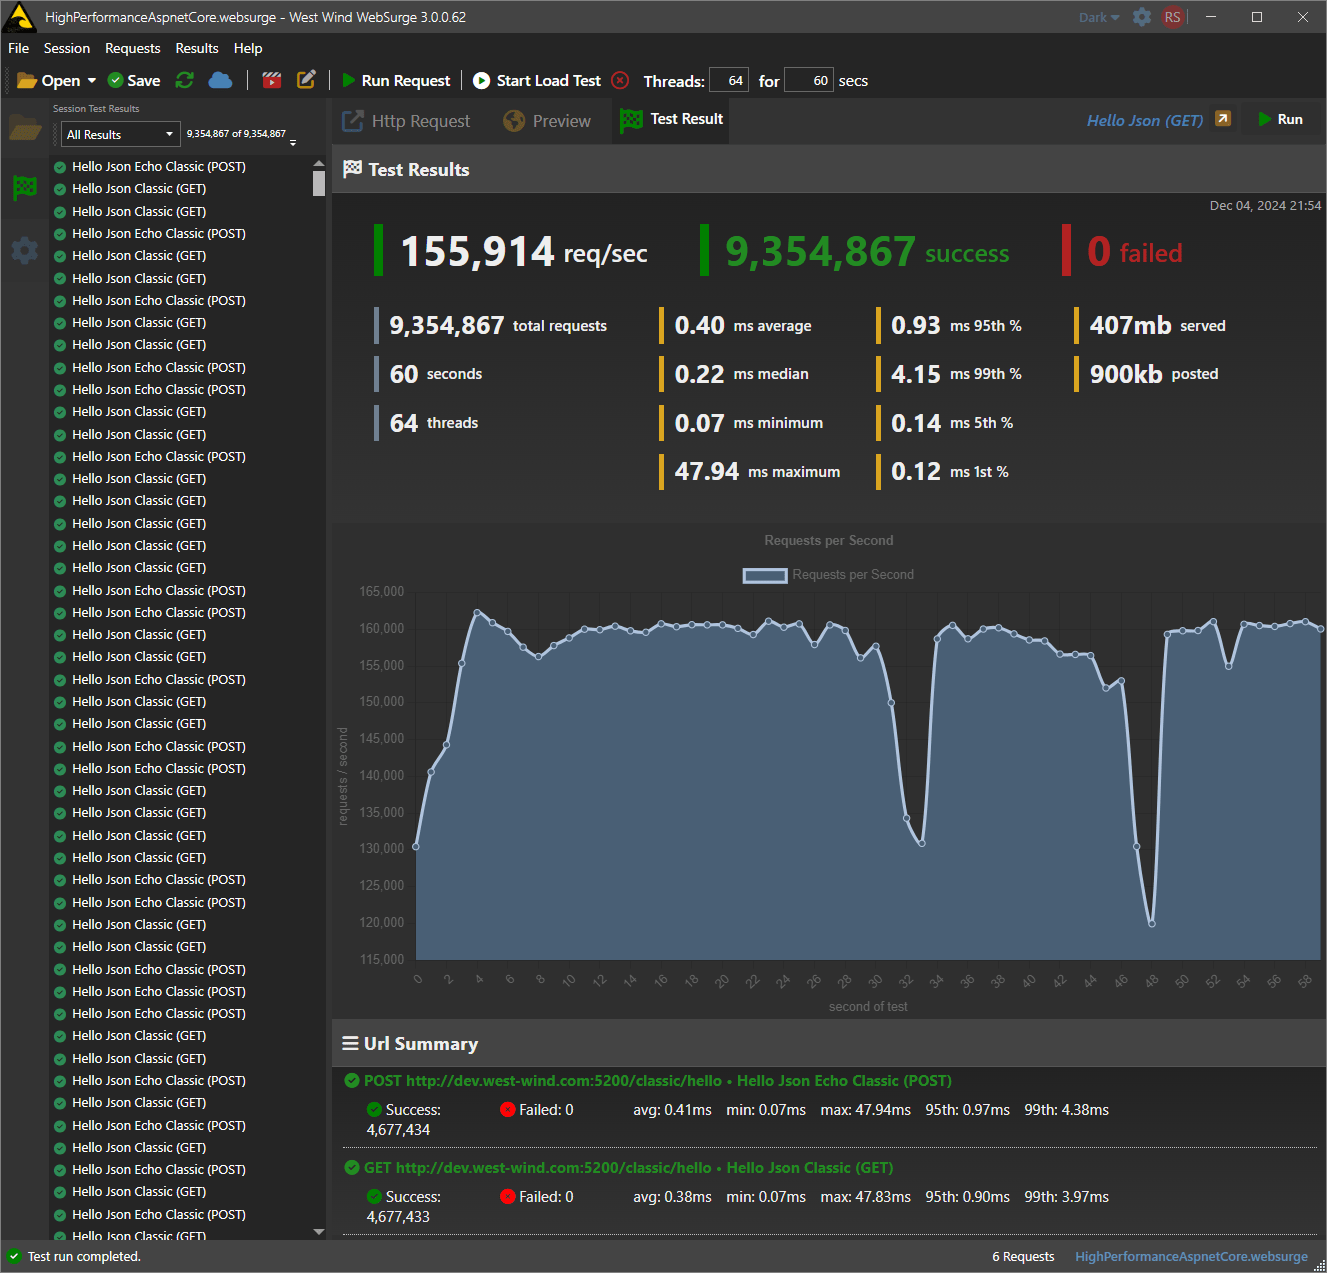 HighPerformanceAspnetCore.websurge - West Wind WebSurge 3.0.0.62
Dark
RS
File Session Requests Results Help
Open Save Run Request Start Load Test Threads: 64 for 60 secs
Session Test Results
All Results 9,354,867 of 9,354,867
Hello Json Echo Classic (POST)
Hello Json Classic (GET)
Hello Json Classic (GET)
Hello Json Echo Classic (POST)
Hello Json Classic (GET)
Hello Json Classic (GET)
Hello Json Echo Classic (POST)
Hello Json Classic (GET)
Hello Json Classic (GET)
Hello Json Echo Classic (POST)
Hello Json Echo Classic (POST)
Hello Json Classic (GET)
Hello Json Classic (GET)
Hello Json Echo Classic (POST)
Hello Json Classic (GET)
Hello Json Classic (GET)
Hello Json Classic (GET)
Hello Json Classic (GET)
Hello Json Classic (GET)
Hello Json Echo Classic (POST)
Hello Json Echo Classic (POST)
Hello Json Classic (GET)
Hello Json Classic (GET)
Hello Json Echo Classic (POST)
Hello Json Classic (GET)
Hello Json Classic (GET)
Hello Json Echo Classic (POST)
Hello Json Echo Classic (POST)
Hello Json Classic (GET)
Hello Json Classic (GET)
Hello Json Classic (GET)
Hello Json Classic (GET)
Hello Json Echo Classic (POST)
Hello Json Echo Classic (POST)
Hello Json Classic (GET)
Hello Json Classic (GET)
Hello Json Echo Classic (POST)
Hello Json Echo Classic (POST)
Hello Json Echo Classic (POST)
Hello Json Classic (GET)
Hello Json Classic (GET)
Hello Json Echo Classic (POST)
Hello Json Classic (GET)
Hello Json Echo Classic (POST)
Hello Json Classic (GET)
Hello Json Echo Classic (POST)
Hello Json Classic (GET)
Hello Json Echo Classic (POST)
Hello Json Classic (GET)
Http Request Preview Test Result Hello Json (GET) Run
Test Results
Dec 04, 2024 21:54
155,914 req/sec 9,354,867 success 0 failed
9,354,867 total requests 0.40 ms average 0.93 ms 95th % 407mb served
60 seconds 0.22 ms median 4.15 ms 99th % 900kb posted
64 threads 0.07 ms minimum 0.14 ms 5th %
47.94 ms maximum 0.12 ms 1st %
Requests per Second
Requests per Second
165,000
160,000
155,000
150,000
145,000
140,000
135,000
130,000
125,000
120,000
115,000
requests / second
0 2 4 6 8 10 12 14 16 18 20 22 24 26 28 30 32 34 36 38 40 42 44 46 48 50 52 54 56 58
second of test
Url Summary
POST http://dev.west-wind.com:5200/classic/hello • Hello Json Echo Classic (POST)
Success: Failed: 0 avg: 0.41ms min: 0.07ms max: 47.94ms 95th: 0.97ms 99th: 4.38ms
4,677,434
GET http://dev.west-wind.com:5200/classic/hello • Hello Json Classic (GET)
Success: Failed: 0 avg: 0.38ms min: 0.07ms max: 47.83ms 95th: 0.90ms 99th: 3.97ms
4,677,433
Test run completed. 6 Requests HighPerformanceAspnetCore.websurge